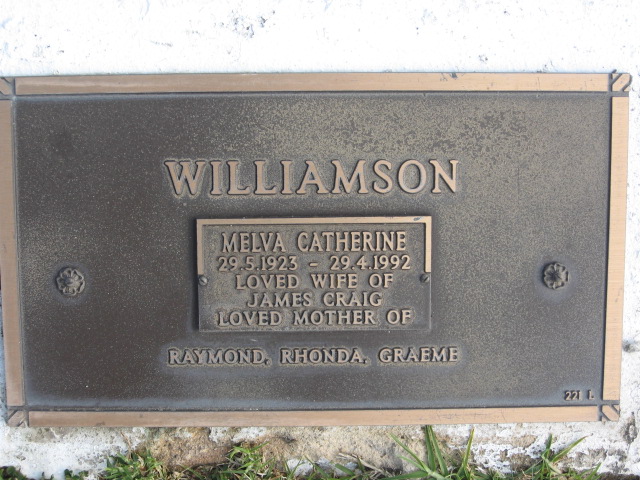 WILLIAMSON
MELVA CATHERINE
29.5.1923 - 29.4.1992
LOVED WIFE OF
JAMES CRAIG
LOVED MOTHER OF
RAYMOND, RHONDA, GRAEME
221 L